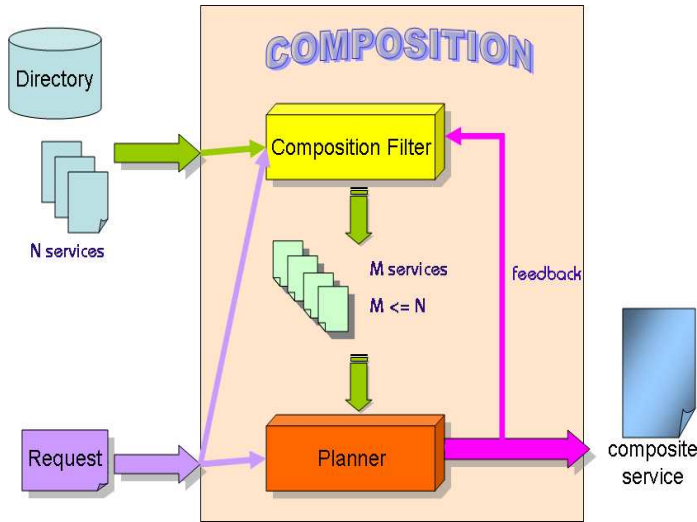 COMPOSITION
Directory
Composition Filter
N services
M services
M <= N
feedback
Request
Planner
composite
service